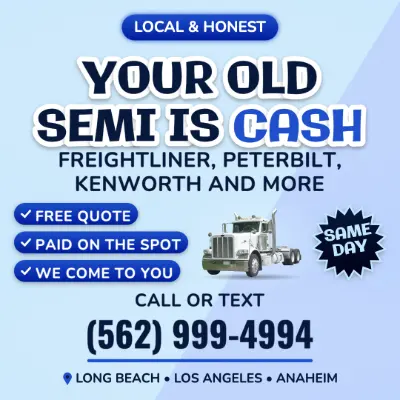 LOCAL & HONEST
YOUR OLD
SEMI IS CASH
FREIGHTLINER, PETERBILT,
KENWORTH AND MORE
FREE QUOTE
PAID ON THE SPOT
WE COME TO YOU
SAME
DAY
CALL OR TEXT
(562) 999-4994
LONG BEACH • LOS ANGELES • ANAHEIM